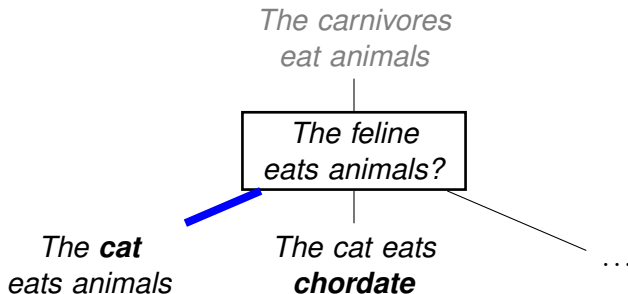 The carnivores
eat animals
The feline
eats animals?
The cat
eats animals
The cat eats
chordate
...